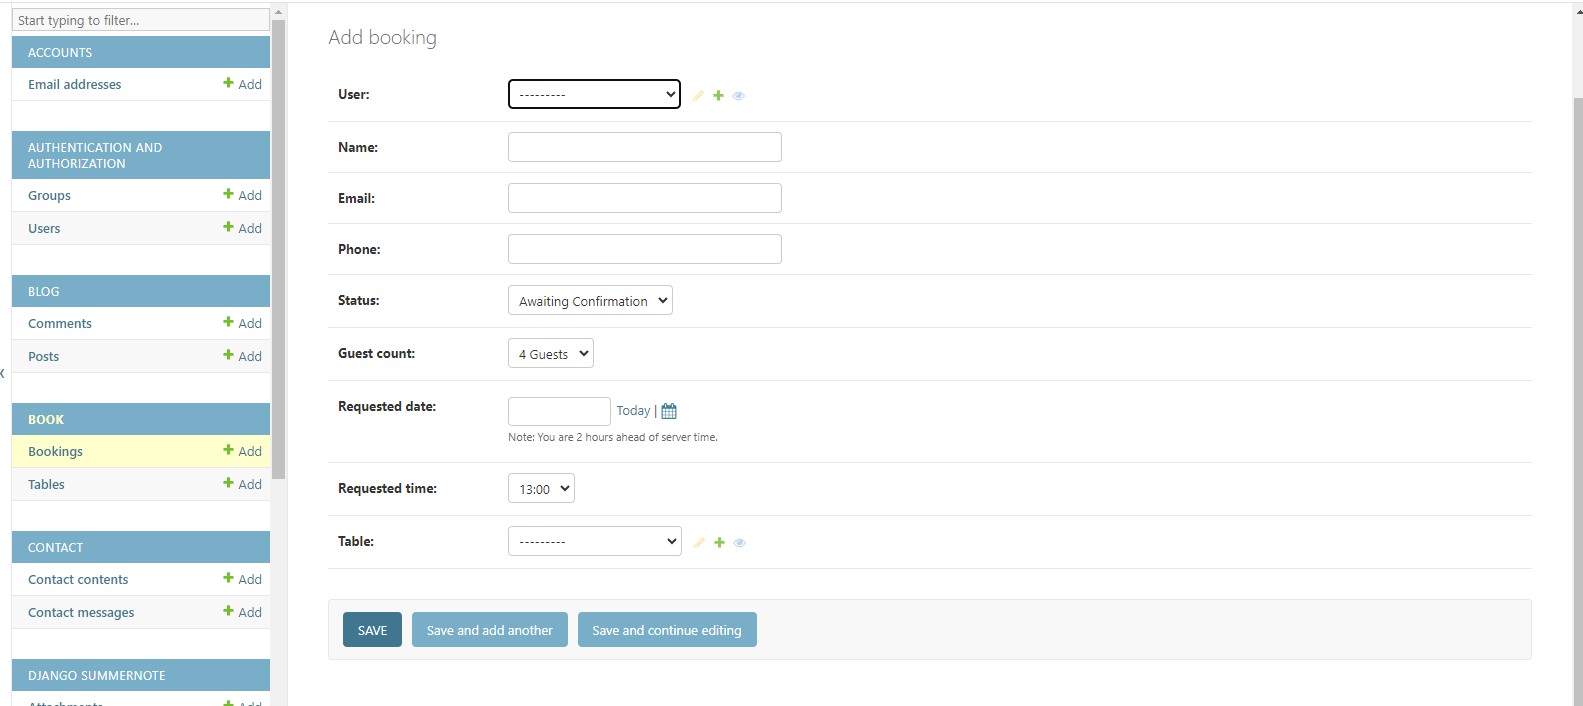 Start typing to filter...
ACCOUNTS
Email addresses + Add
AUTHENTICATION AND
AUTHORIZATION
Groups + Add
Users + Add
BLOG
Comments + Add
Posts + Add
BOOK
Bookings + Add
Tables + Add
CONTACT
Contact contents + Add
Contact messages + Add
DJANGO SUMMERNOTE
Attachments + Add
Add booking
User: ---------
Name:
Email:
Phone:
Status: Awaiting Confirmation
Guest count: 4 Guests
Requested date: Today |
Note: You are 2 hours ahead of server time.
Requested time: 13:00
Table: ---------
SAVE Save and add another Save and continue editing